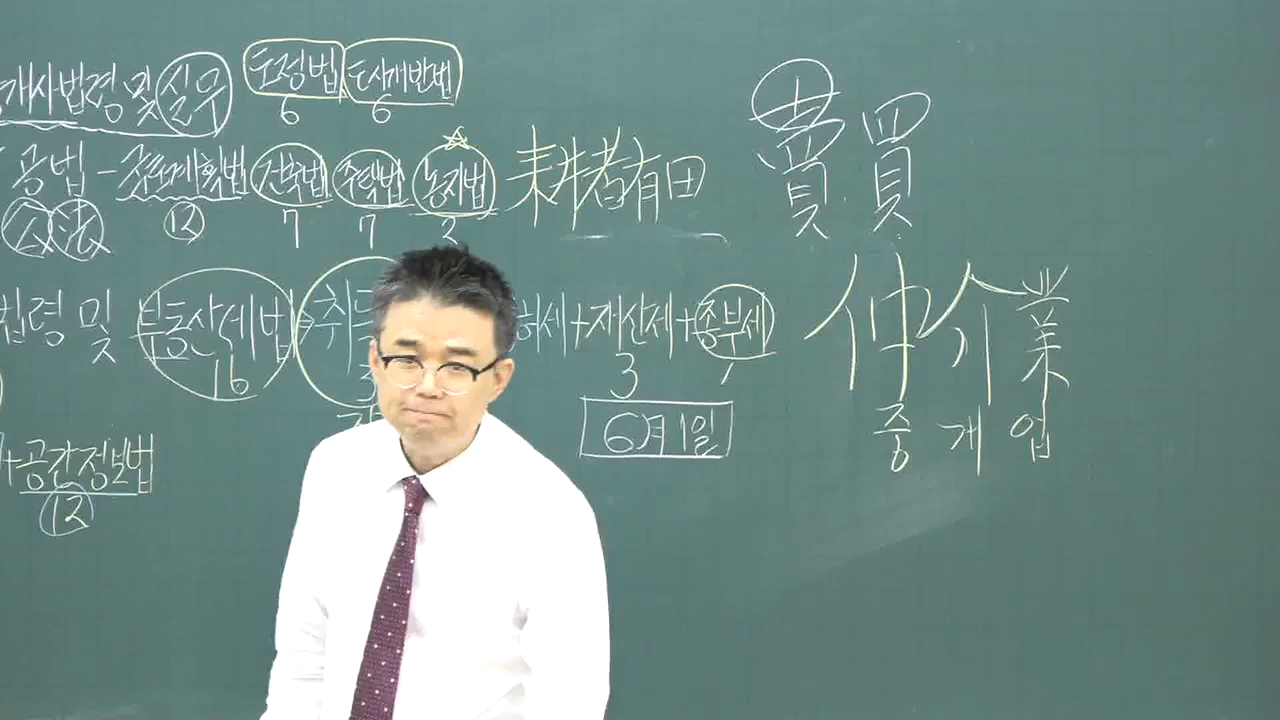 개사법령 및 실무 도정법 도시개발법
6 6
공법 - 국토계획법 건축법 주택법 농지법 耕者有田 賣買
公法 12 7 7 2
법령 및 부동산세법 취 세+재산세+종부세 仲介業
16 3 3 1 중개업
6月1일
+공간정보법
12